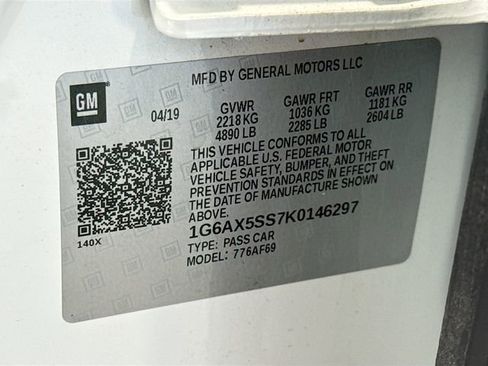 MFD BY GENERAL MOTORS LLC
GM
04/19
GVWR GAWR FRT GAWR RR
2218 KG 1036 KG 1181 KG
4890 LB 2285 LB 2604 LB
THIS VEHICLE CONFORMS TO ALL
APPLICABLE U.S. FEDERAL MOTOR
VEHICLE SAFETY, BUMPER, AND THEFT
PREVENTION STANDARDS IN EFFECT ON
THE DATE OF MANUFACTURE SHOWN
ABOVE.
1G6AX5SS7K0146297
TYPE: PASS CAR
140X
MODEL: 776AF69